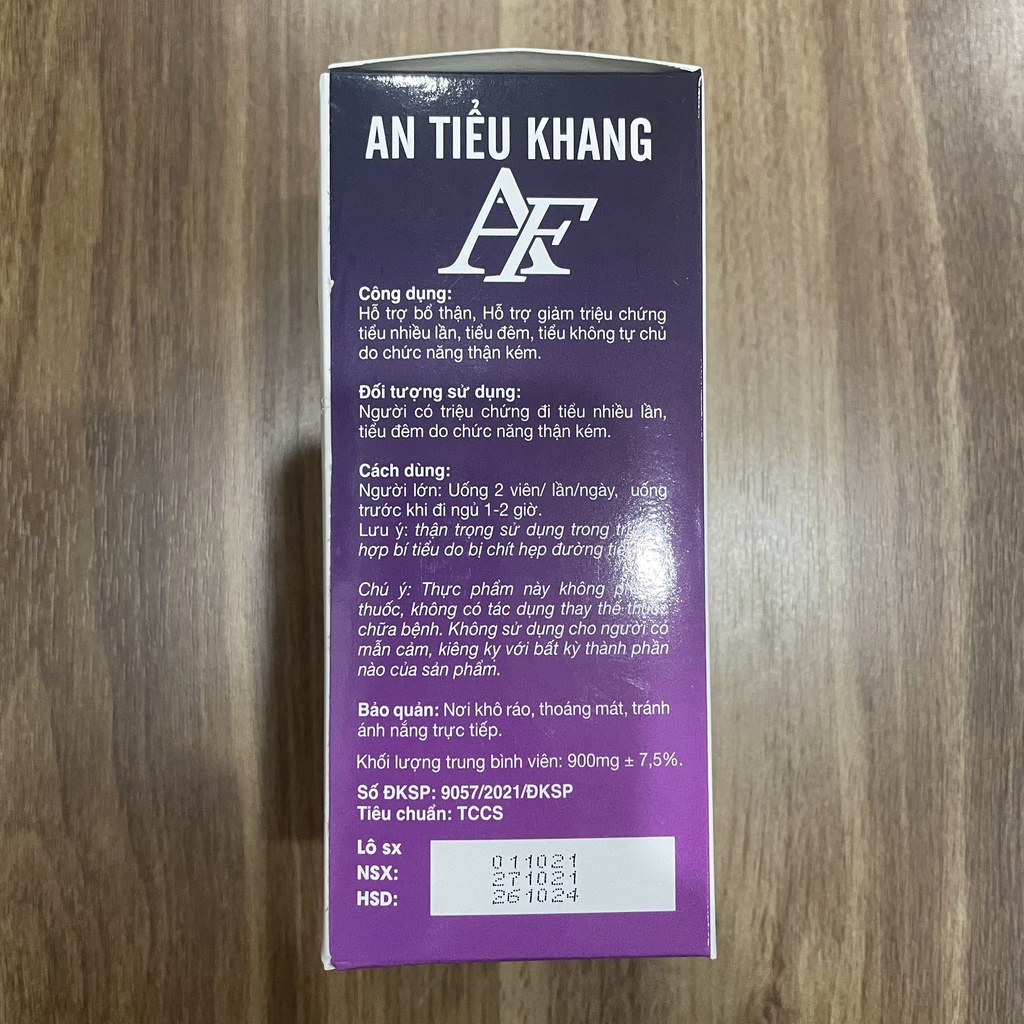 AN TIỂU KHANG
AF
Công dụng:
Hỗ trợ bổ thận, Hỗ trợ giảm triệu chứng
tiểu nhiều lần, tiểu đêm, tiểu không tự chủ
do chức năng thận kém.
Đối tượng sử dụng:
Người có triệu chứng đi tiểu nhiều lần,
tiểu đêm do chức năng thận kém.
Cách dùng:
Người lớn: Uống 2 viên/ lần/ngày, uống
trước khi đi ngủ 1-2 giờ.
Lưu ý: thận trọng sử dụng trong
hợp bí tiểu do bị chít hẹp đường
Chú ý: Thực phẩm này không
thuốc, không có tác dụng thay thế thuốc
chữa bệnh. Không sử dụng cho người có
mẫn cảm, kiêng kỵ với bất kỳ thành phần
nào của sản phẩm.
Bảo quản: Nơi khô ráo, thoáng mát, tránh
ánh nắng trực tiếp.
Khối lượng trung bình viên: 900mg ± 7,5%.
Số ĐKSP: 9057/2021/ĐKSP
Tiêu chuẩn: TCCS
Lô sx 011021
NSX: 271021
HSD: 261024